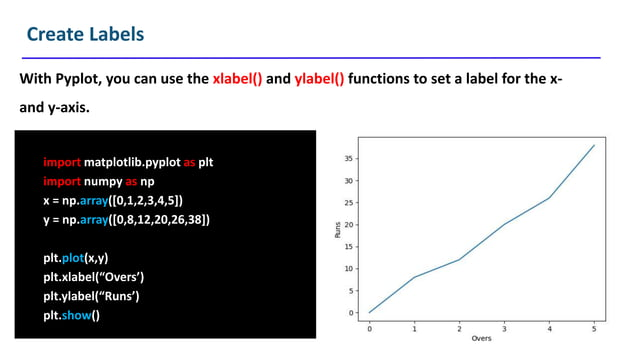 Create Labels
With Pyplot, you can use the xlabel() and ylabel() functions to set a label for the x-
and y-axis.
import matplotlib.pyplot as plt
import numpy as np
x = np.array([0,1,2,3,4,5])
y = np.array([0,8,12,20,26,38])
plt.plot(x,y)
plt.xlabel(“Overs’)
plt.ylabel(“Runs’)
plt.show()
35
30
25
20
15
10
5
0
Runs
0 1 2 3 4 5
Overs